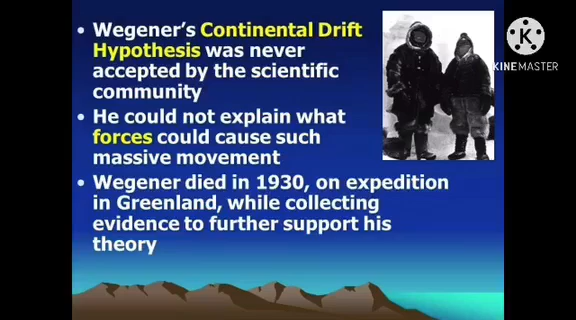 • Wegener's Continental Drift
Hypothesis was never
accepted by the scientific
community
• He could not explain what
forces could cause such
massive movement
• Wegener died in 1930, on expedition
in Greenland, while collecting
evidence to further support his
theory
KINEMASTER